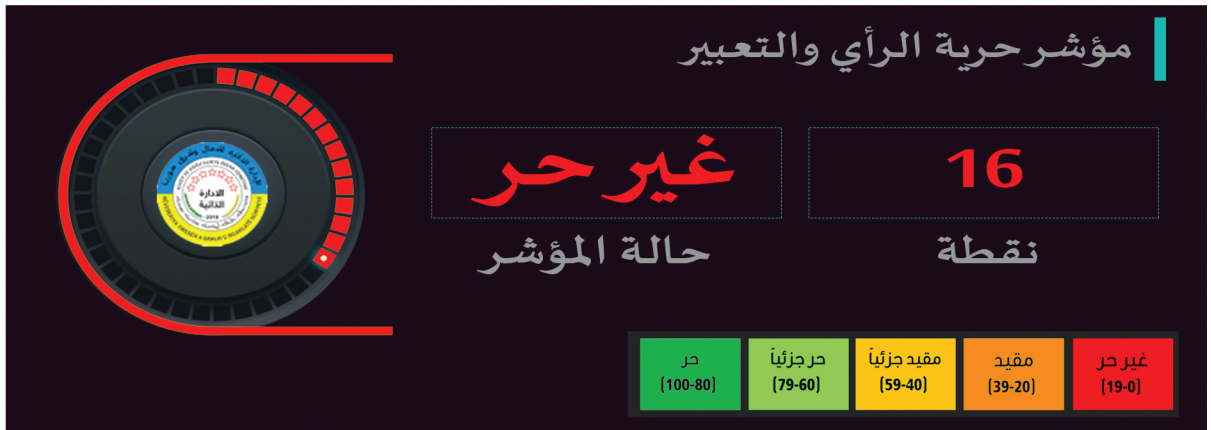 مؤشر حرية الرأي والتعبير
16
نقطة
غير حر
حالة المؤشر
الادارة
الذاتية
2018
غير حر
(19-0)
مقيد
(39-20)
مقيد جزئياً
(59-40)
حر جزئياً
(79-60)
حر
(100-80)